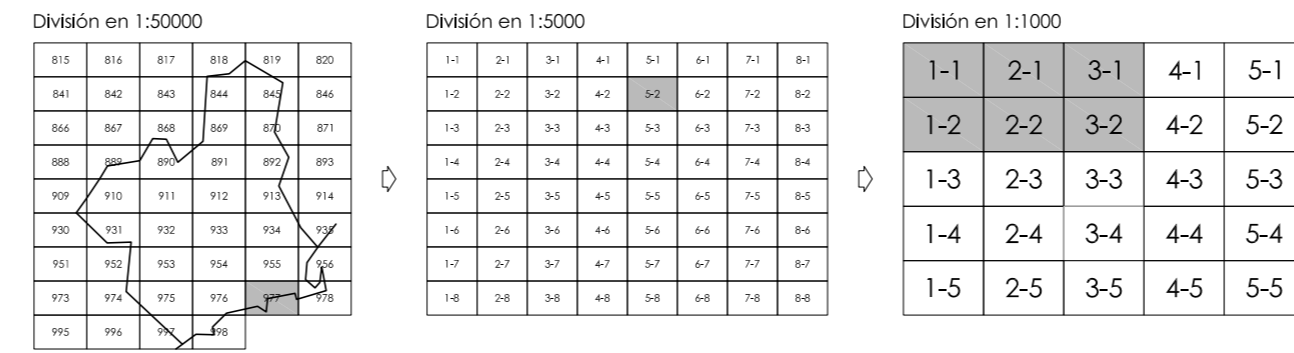 División en 1:50000
815 816 817 818 819 820
841 842 843 844 845 846
866 867 868 869 870 871
888 889 890 891 892 893
909 910 911 912 913 914
930 931 932 933 934 935
951 952 953 954 955 956
973 974 975 976 977 978
995 996 997 998
División en 1:5000
1-1 2-1 3-1 4-1 5-1 6-1 7-1 8-1
1-2 2-2 3-2 4-2 5-2 6-2 7-2 8-2
1-3 2-3 3-3 4-3 5-3 6-3 7-3 8-3
1-4 2-4 3-4 4-4 5-4 6-4 7-4 8-4
1-5 2-5 3-5 4-5 5-5 6-5 7-5 8-5
1-6 2-6 3-6 4-6 5-6 6-6 7-6 8-6
1-7 2-7 3-7 4-7 5-7 6-7 7-7 8-7
1-8 2-8 3-8 4-8 5-8 6-8 7-8 8-8
División en 1:1000
1-1 2-1 3-1 4-1 5-1
1-2 2-2 3-2 4-2 5-2
1-3 2-3 3-3 4-3 5-3
1-4 2-4 3-4 4-4 5-4
1-5 2-5 3-5 4-5 5-5